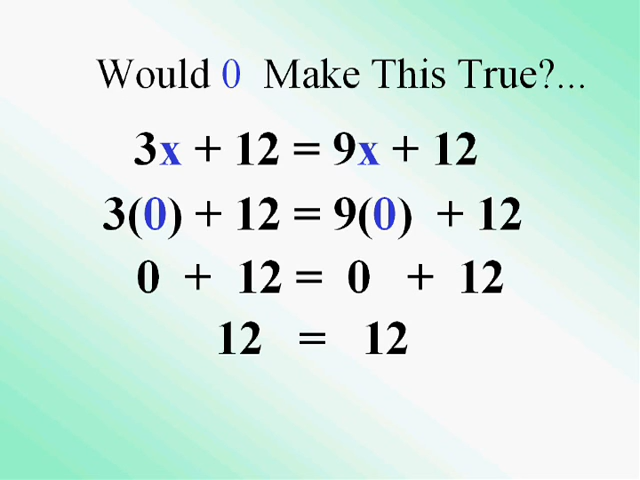 Would 0 Make This True?...
3x + 12 = 9x + 12
3(0) + 12 = 9(0) + 12
0 + 12 = 0 + 12
12 = 12